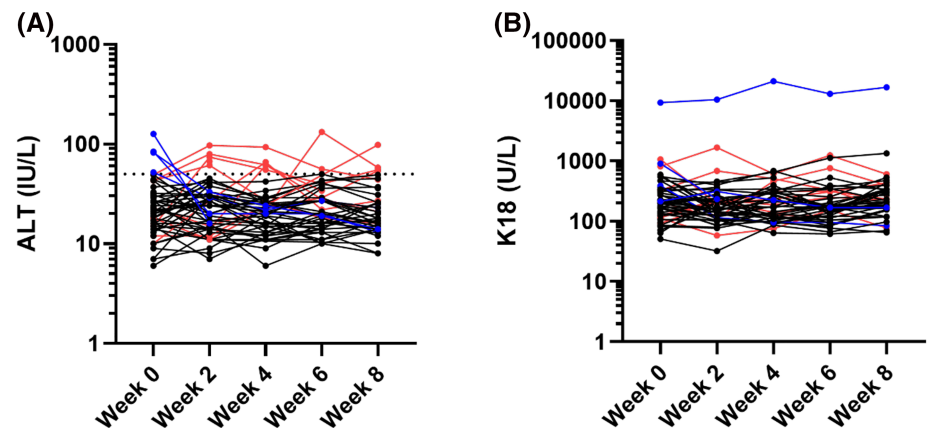 (A)
ALT (IU/L)
1000
100
10
1
Week 0
Week 2
Week 4
Week 6
Week 8
(B)
K18 (U/L)
100000
10000
1000
100
10
1
Week 0
Week 2
Week 4
Week 6
Week 8